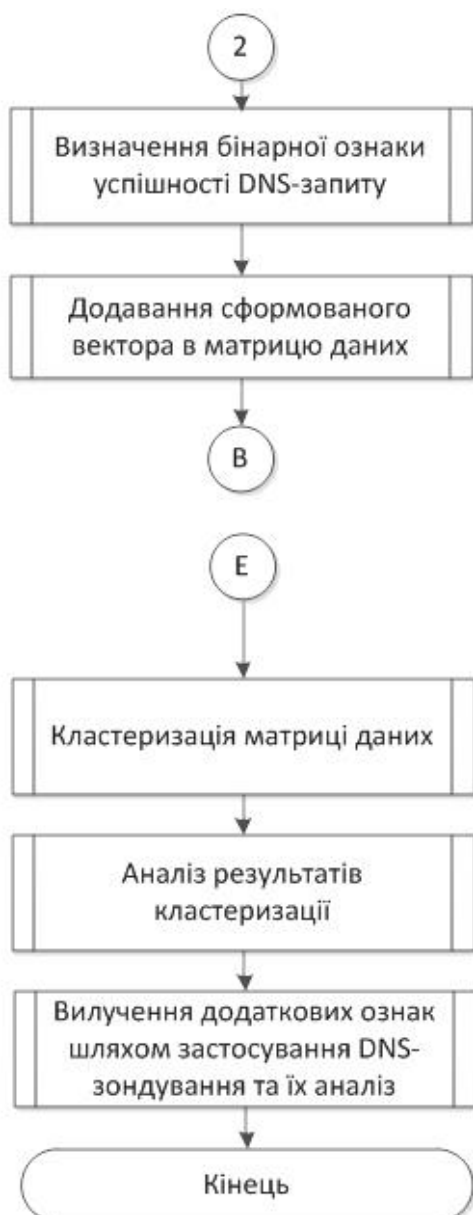 2
Визначення бінарної ознаки
успішності DNS-запиту
Додавання сформованого
вектора в матрицю даних
В
Е
Кластеризація матриці даних
Аналіз результатів
кластеризації
Вилучення додаткових ознак
шляхом застосування DNS-
зондування та їх аналіз
Кінець